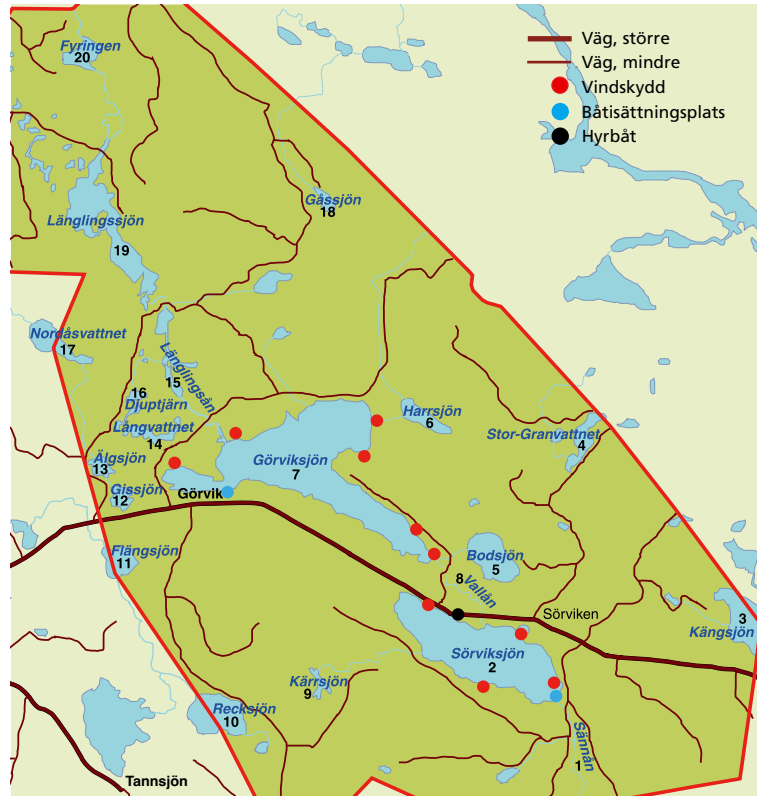 Väg, större
Väg, mindre
Vindskydd
Båtisättningsplats
Hyrbåt
Fyringen
20
Gåssjön
18
Länglingssjön
19
Nordåsvattnet
17
Länglingsån
15
16
Djuptjärn
Långvattnet
14
Harrsjön
6
Stor-Granvattnet
4
Älgsjön
13
Görviksjön
7
Gissjön
12
Görvik
Flängsjön
11
Bodsjön
5
8
Vallån
Sörviken
3
Kängsjön
Sörviksjön
2
Kärrsjön
9
Recksjön
10
Sännån
1
Tannsjön